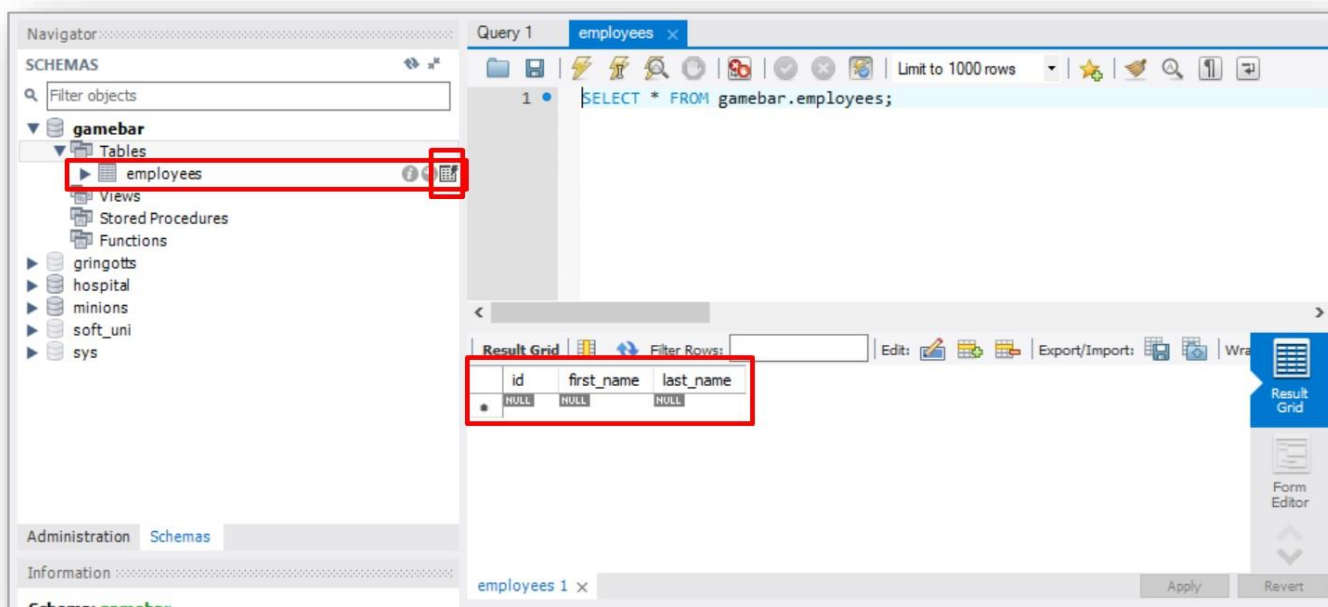 Navigator
SCHEMAS
Filter objects
gamebar
Tables
employees
Views
Stored Procedures
Functions
gringotts
hospital
minions
soft_uni
sys
Administration Schemas
Information
Query 1 employees
Limit to 1000 rows
1 SELECT * FROM gamebar.employees;
Result Grid Filter Rows: Edit: Export/Import: Wra
id first_name last_name
NULL NULL NULL
Result
Grid
Form
Editor
employees 1 Apply Revert